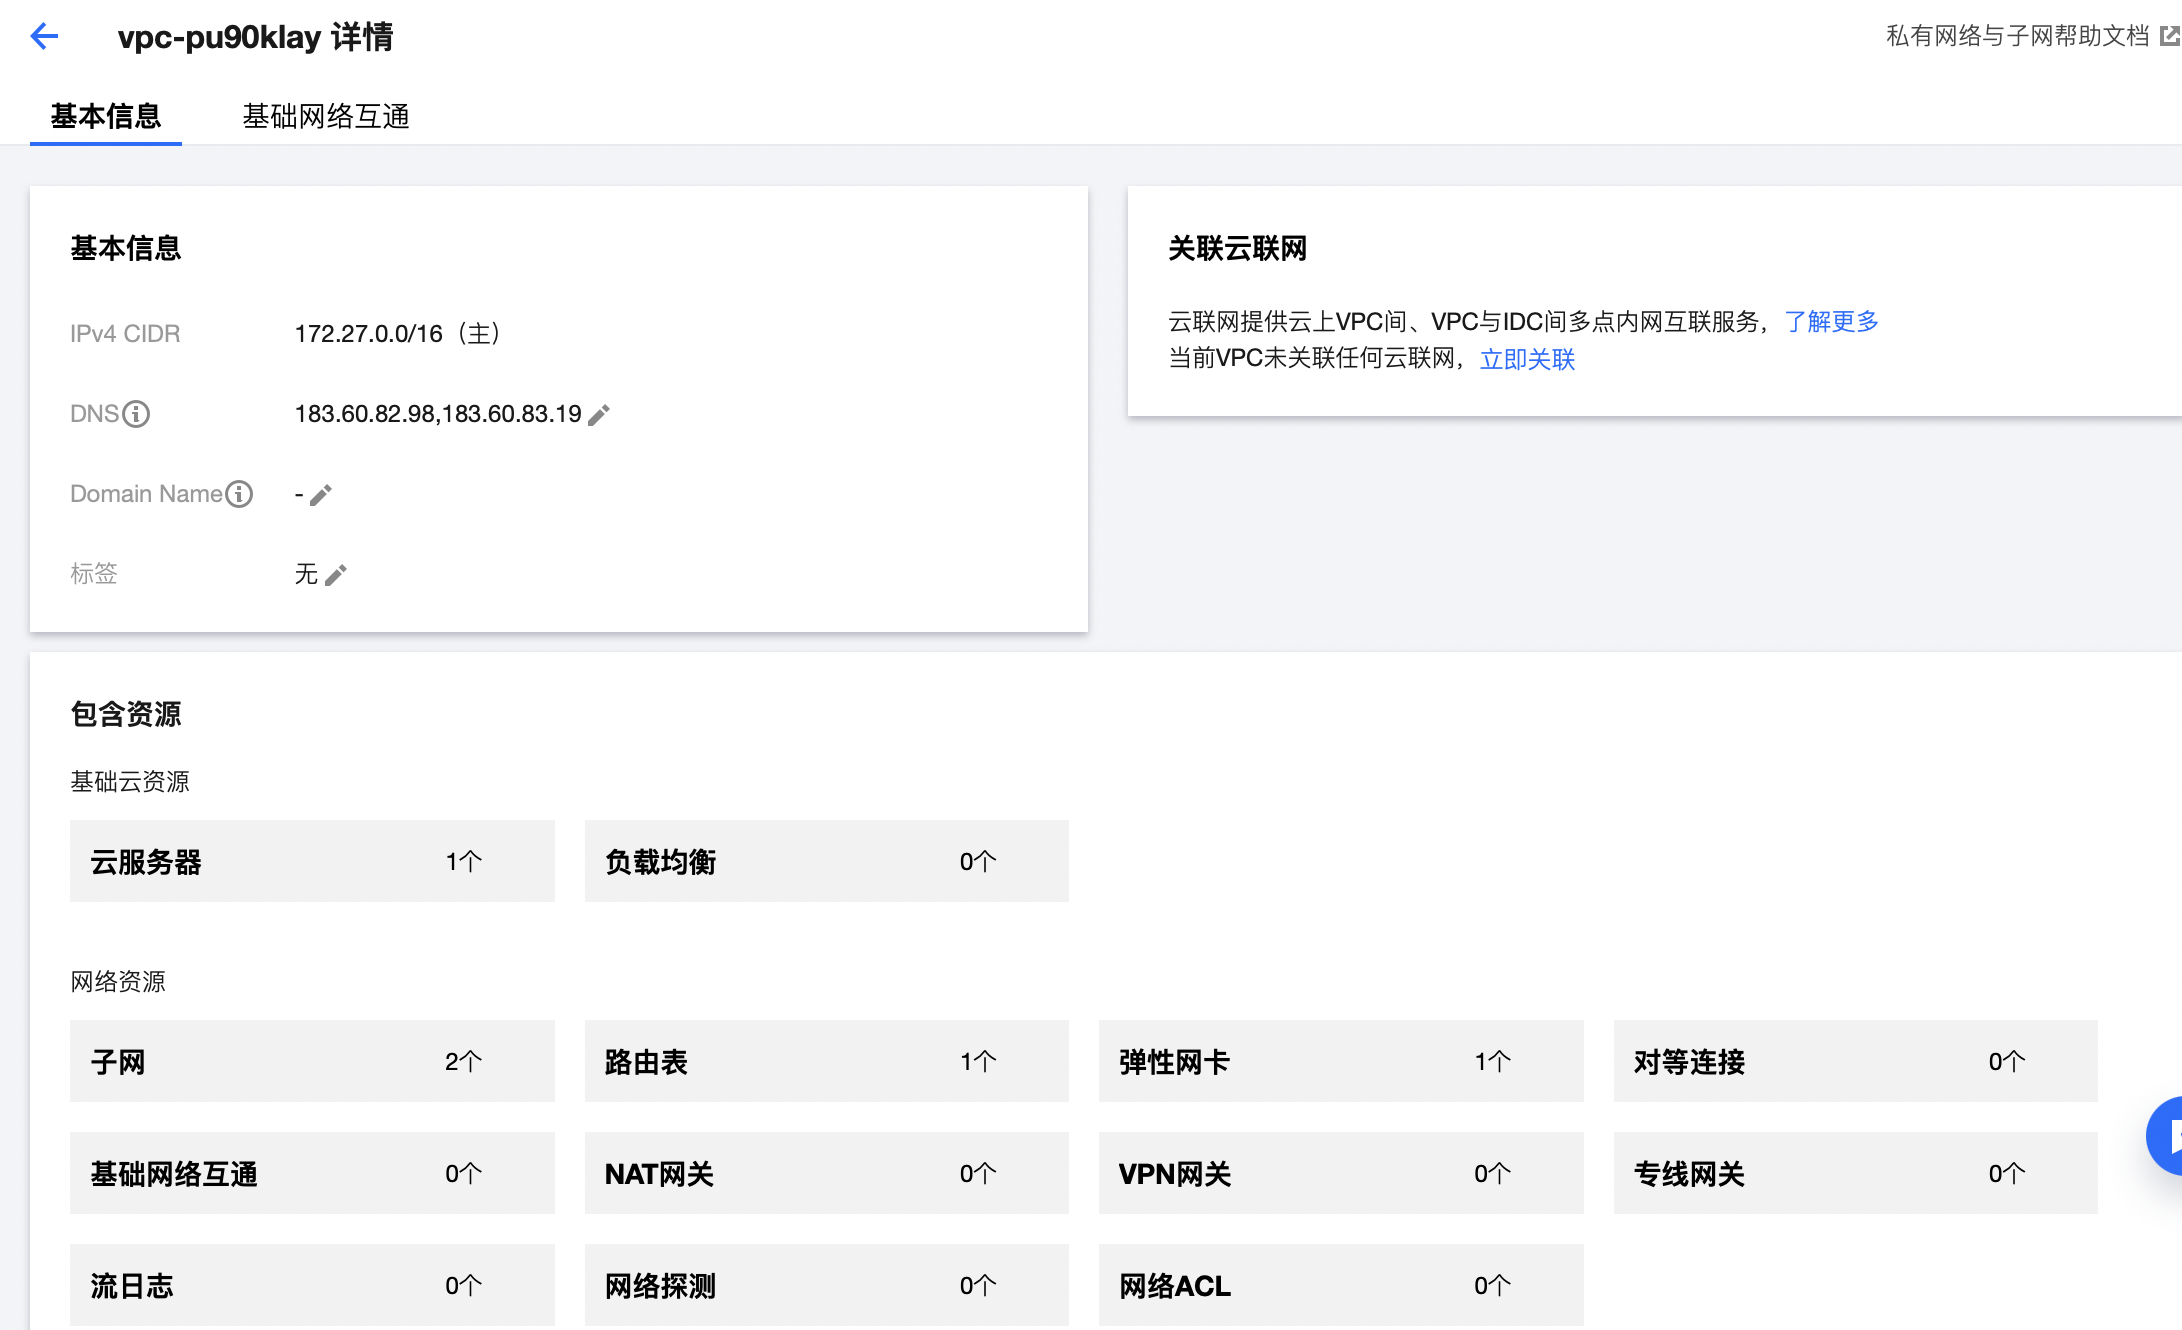 vpc-pu90klay 详情
私有网络与子网帮助文档
基本信息
基础网络互通
基本信息
IPv4 CIDR
172.27.0.0/16（主）
DNS
183.60.82.98,183.60.83.19
Domain Name
-
标签
无
关联云联网
云联网提供云上VPC间、VPC与IDC间多点内网互联服务，了解更多
当前VPC未关联任何云联网，立即关联
包含资源
基础云资源
云服务器 1个
负载均衡 0个
网络资源
子网 2个
路由表 1个
弹性网卡 1个
对等连接 0个
基础网络互通 0个
NAT网关 0个
VPN网关 0个
专线网关 0个
流日志 0个
网络探测 0个
网络ACL 0个